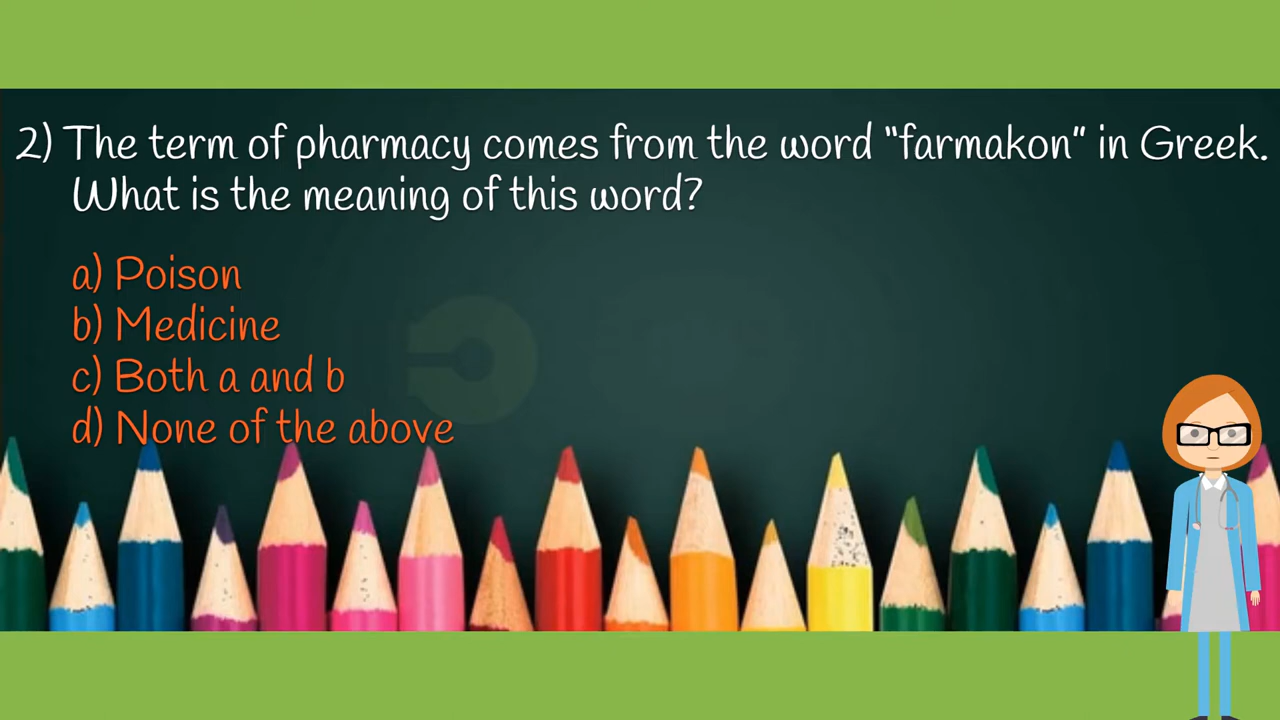 2) The term of pharmacy comes from the word "farmakon" in Greek.
What is the meaning of this word?
a) Poison
b) Medicine
c) Both a and b
d) None of the above